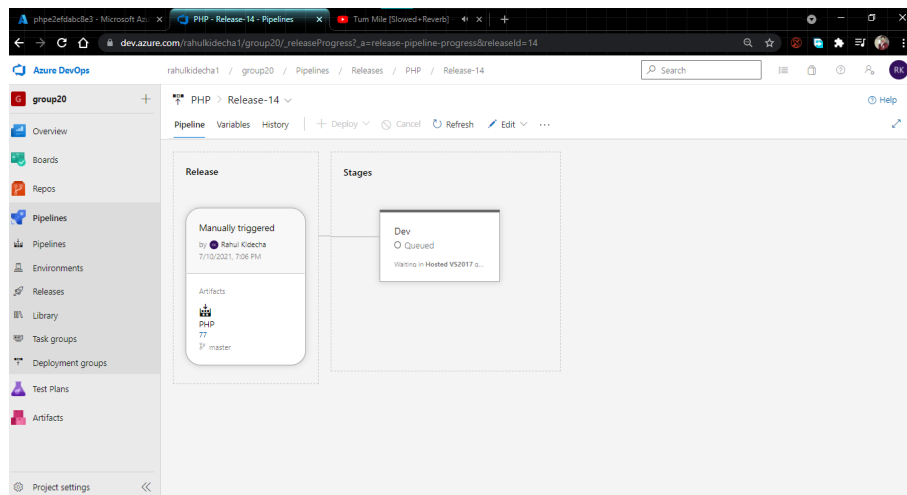 phpe2efdabc8e3 - Microsoft Azu
PHP - Release-14 - Pipelines
Tum Mile [Slowed+Reverb]
dev.azure.com/rahulkidecha1/group20/_releaseProgress?_a=release-pipeline-progress&releaseId=14
Azure DevOps
rahulkidecha1 / group20 / Pipelines / Releases / PHP / Release-14
Search
RK
G group20
PHP > Release-14
Help
Pipeline Variables History Deploy Cancel Refresh Edit
Overview
Boards
Repos
Pipelines
Pipelines
Environments
Releases
Library
Task groups
Deployment groups
Test Plans
Artifacts
Project settings
Release
Manually triggered
by Rahul Kidecha
7/10/2021, 7:06 PM
Artifacts
PHP
77
master
Stages
Dev
Queued
Waiting in Hosted VS2017 q...